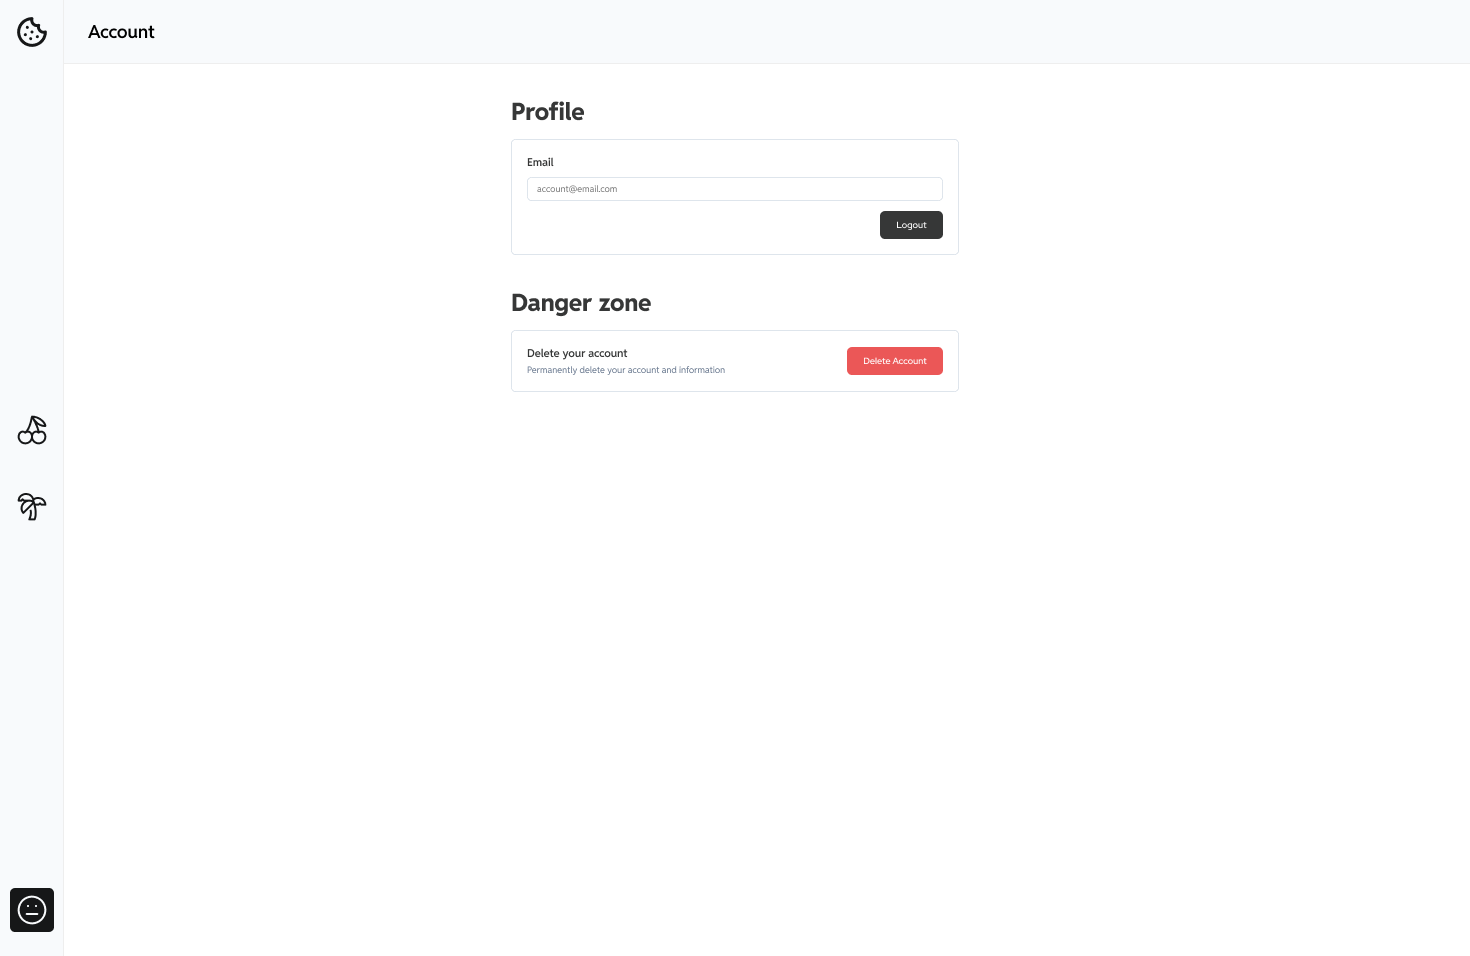 Account
Profile
Email
account@email.com
Logout
Danger zone
Delete your account
Permanently delete your account and information
Delete Account